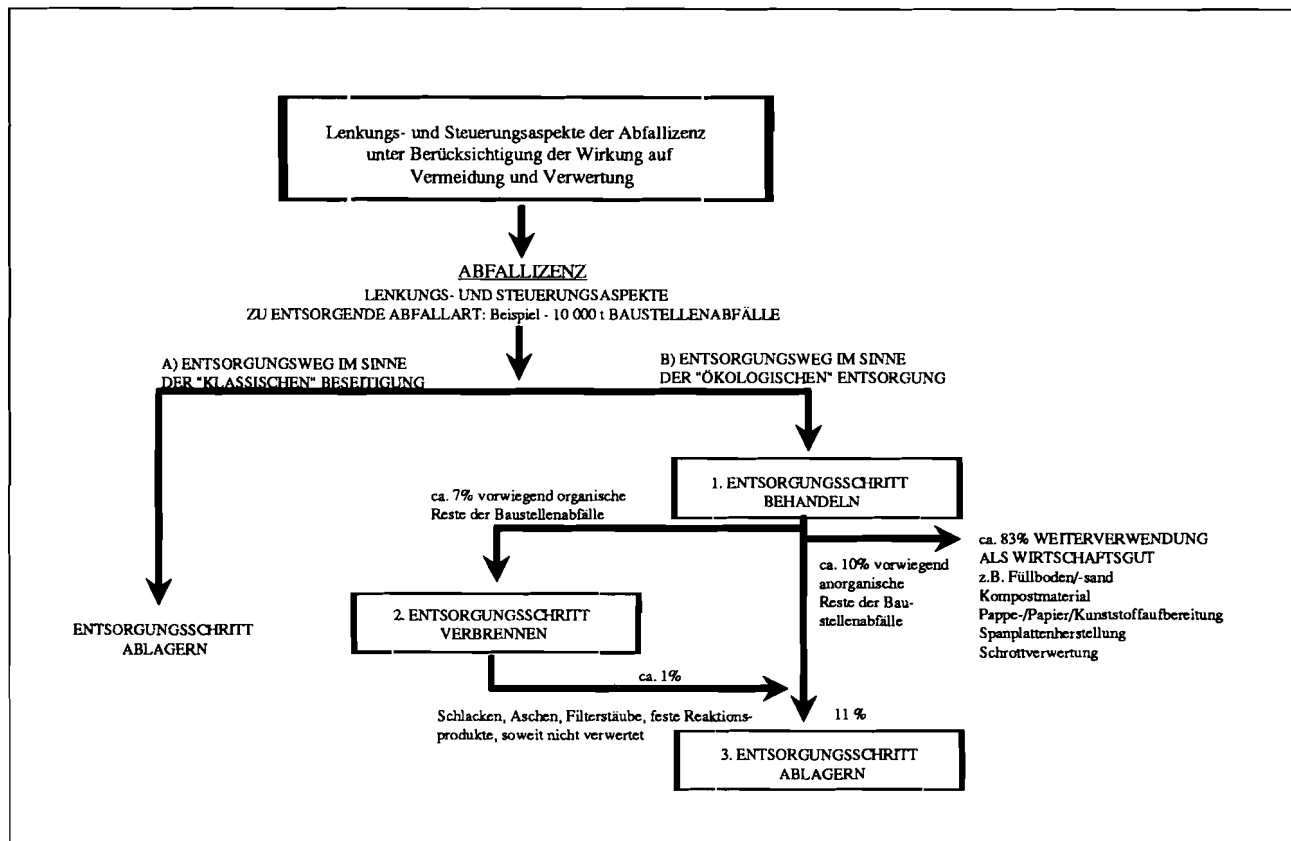 Lenkungs- und Steuerungsaspekte der Abfallizenz
unter Berücksichtigung der Wirkung auf
Vermeidung und Verwertung
ABFALLIZENZ
LENKUNGS- UND STEUERUNGSASPEKTE
ZU ENTSORGENDE ABFALLART: Beispiel - 10 000 t BAUSTELLENABFÄLLE
A) ENTSORGUNGSWEG IM SINNE
DER "KLASSISCHEN" BESEITIGUNG
B) ENTSORGUNGSWEG IM SINNE
DER "ÖKOLOGISCHEN" ENTSORGUNG
1. ENTSORGUNGSSCHRITT
BEHANDELN
ca. 7% vorwiegend organische
Reste der Baustellenabfälle
ca. 83% WEITERVERWENDUNG
ALS WIRTSCHAFTSGUT
z.B. Füllboden/-sand
Kompostmaterial
Pappe-/Papier/Kunststoffaufbereitung
Spanplattenherstellung
Schrottverwertung
ca. 10% vorwiegend
anorganische
Reste der Bau-
stellenabfälle
2. ENTSORGUNGSSCHRITT
VERBRENNEN
ENTSORGUNGSSCHRITT
ABLAGERN
ca. 1%
Schlacken, Aschen, Filterstäube, feste Reaktions-
produkte, soweit nicht verwertet
11 %
3. ENTSORGUNGSSCHRITT
ABLAGERN